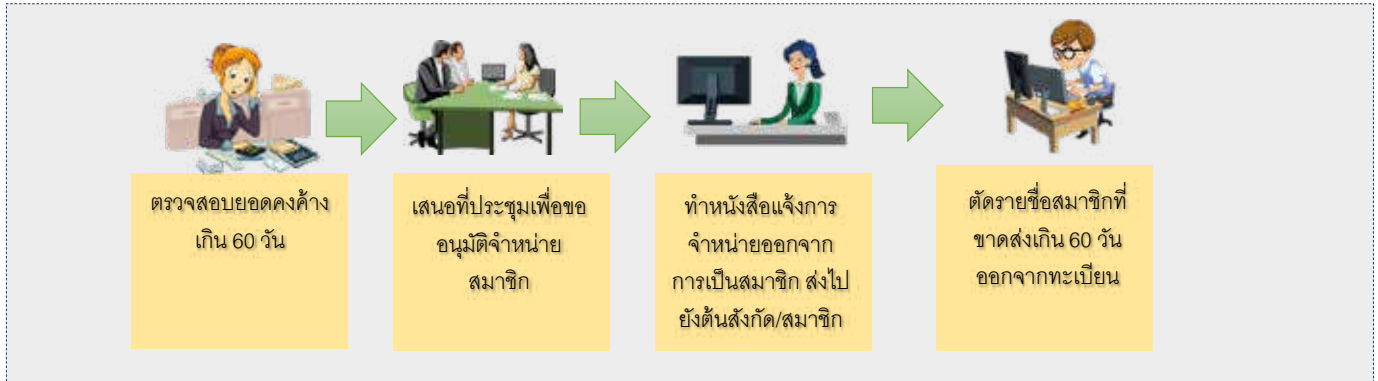 ตรวจสอบยอดคงค้าง
เกิน 60 วัน
เสนอที่ประชุมเพื่อขอ
อนุมัติจำหน่าย
สมาชิก
ทำหนังสือแจ้งการ
จำหน่ายออกจาก
การเป็นสมาชิก ส่งไป
ยังต้นสังกัด/สมาชิก
ตัดรายชื่อสมาชิกที่
ขาดส่งเกิน 60 วัน
ออกจากทะเบียน